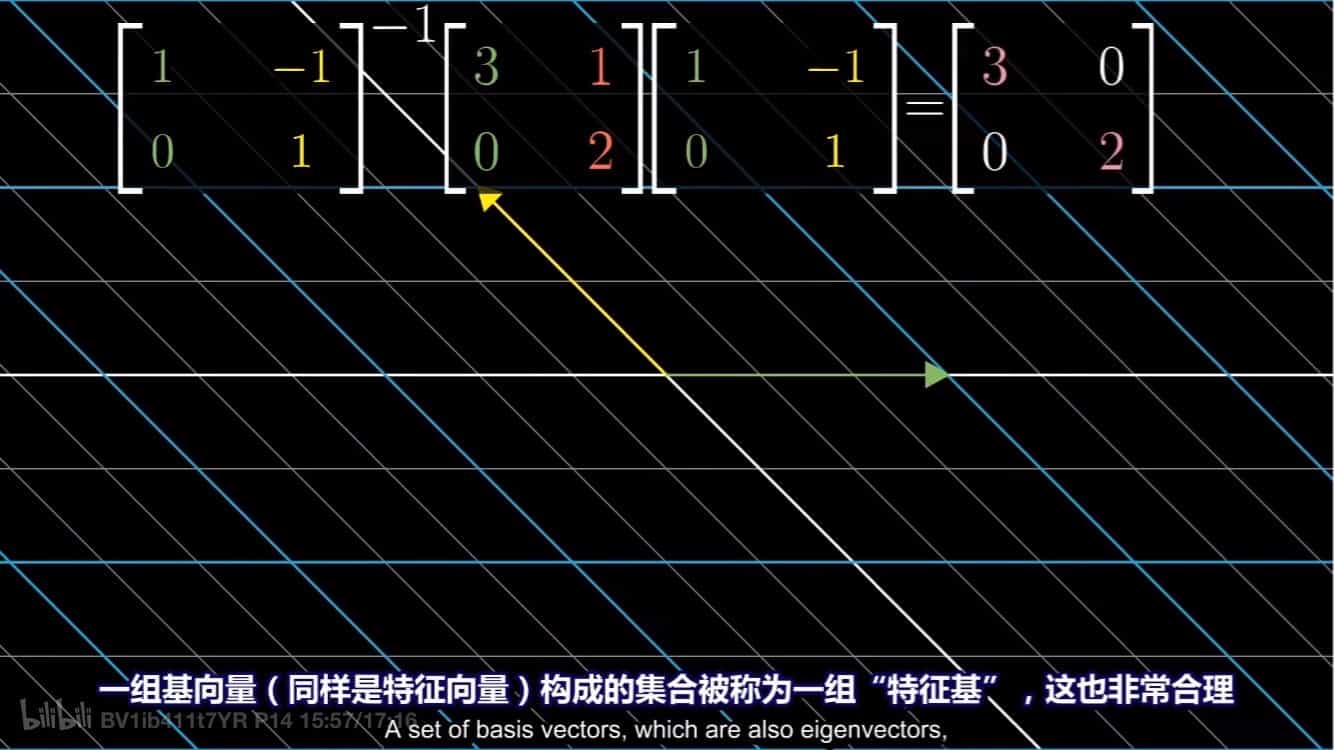 [1 -1; 0 1]^-1 [3 1; 0 2] [1 -1; 0 1] = [3 0; 0 2]
一组基向量（同样是特征向量）构成的集合被称为一组“特征基”，这也非常合理
bilibili BV1ib411t7YR P14 15:57/17:16
A set of basis vectors, which are also eigenvectors,